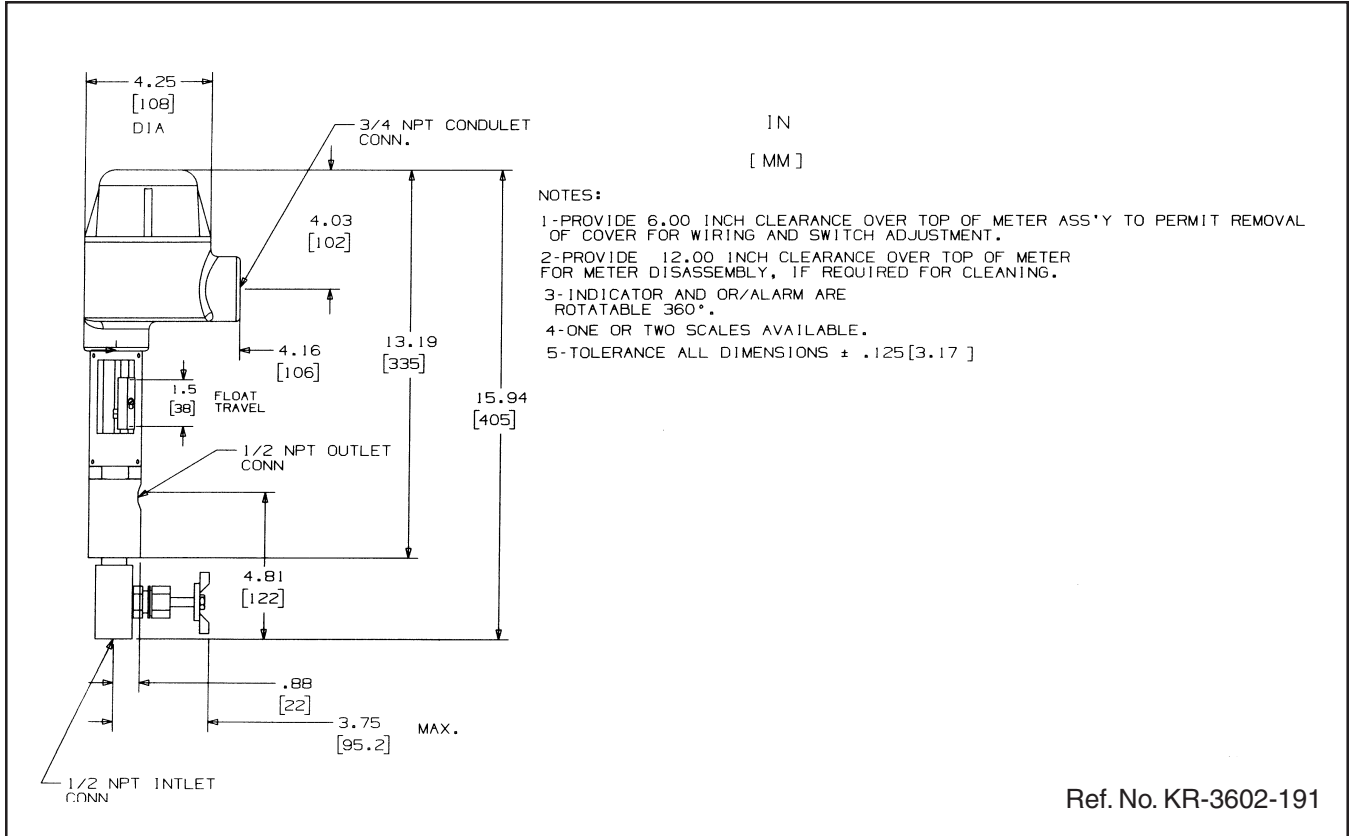 4.25
[108]
DIA
3/4 NPT CONDULET
CONN.
4.03
[102]
4.16
[106]
13.19
[335]
15.94
[405]
1.5
[38]
FLOAT
TRAVEL
1/2 NPT OUTLET
CONN
4.81
[122]
.88
[22]
3.75
[95.2]
MAX.
1/2 NPT INTLET
CONN
IN
[ MM ]
NOTES:
1-PROVIDE 6.00 INCH CLEARANCE OVER TOP OF METER ASS'Y TO PERMIT REMOVAL
OF COVER FOR WIRING AND SWITCH ADJUSTMENT.
2-PROVIDE 12.00 INCH CLEARANCE OVER TOP OF METER
FOR METER DISASSEMBLY, IF REQUIRED FOR CLEANING.
3-INDICATOR AND OR/ALARM ARE
ROTATABLE 360°.
4-ONE OR TWO SCALES AVAILABLE.
5-TOLERANCE ALL DIMENSIONS ± .125[3.17 ]
Ref. No. KR-3602-191